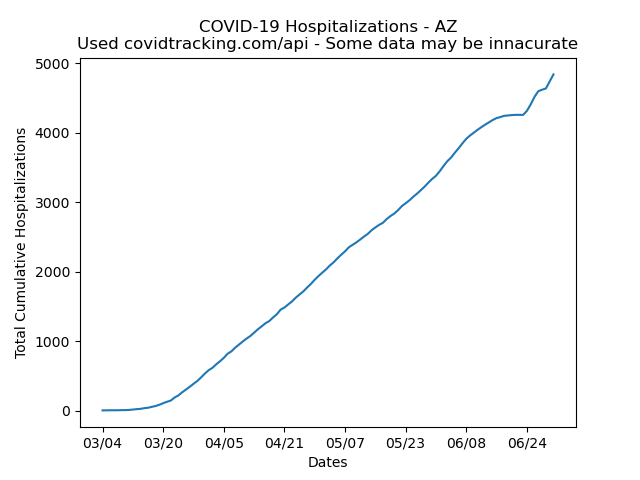 COVID-19 Hospitalizations - AZ
Used covidtracking.com/api - Some data may be innacurate
Total Cumulative Hospitalizations
5000
4000
3000
2000
1000
0
03/04 03/20 04/05 04/21 05/07 05/23 06/08 06/24
Dates